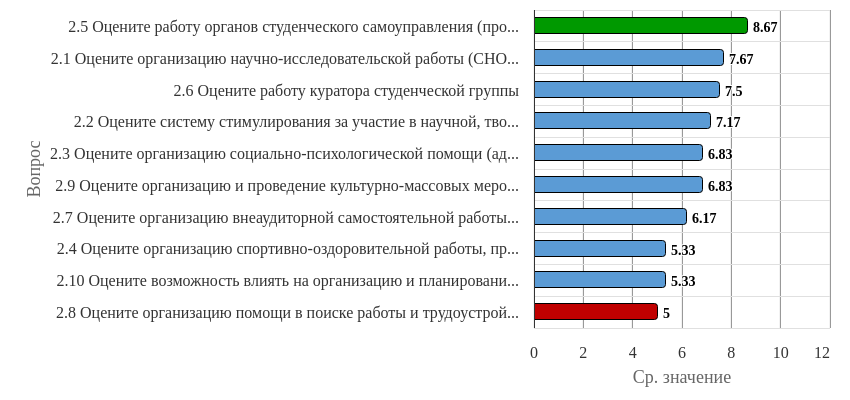 2.5 Оцените работу органов студенческого самоуправления (про...
8.67
2.1 Оцените организацию научно-исследовательской работы (СНО...
7.67
2.6 Оцените работу куратора студенческой группы
7.5
2.2 Оцените систему стимулирования за участие в научной, тво...
7.17
2.3 Оцените организацию социально-психологической помощи (ад...
6.83
2.9 Оцените организацию и проведение культурно-массовых меро...
6.83
2.7 Оцените организацию внеаудиторной самостоятельной работы...
6.17
2.4 Оцените организацию спортивно-оздоровительной работы, пр...
5.33
2.10 Оцените возможность влиять на организацию и планировани...
5.33
2.8 Оцените организацию помощи в поиске работы и трудоустрой...
5
Вопрос
0 2 4 6 8 10 12
Ср. значение